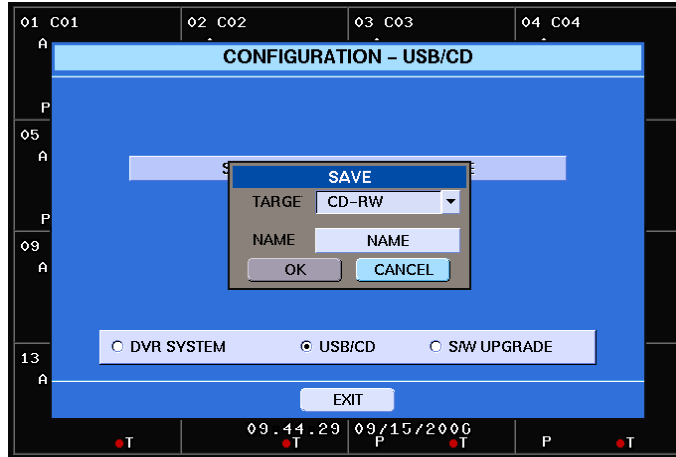 01 C01 02 C02 03 C03 04 C04
A
CONFIGURATION – USB/CD
P
05
A
SAVE
TARGE CD-RW
P
NAME NAME
09
A
OK CANCEL
DVR SYSTEM USB/CD S/W UPGRADE
13
A
EXIT
09.44.29 09/15/2006
T T P T P T